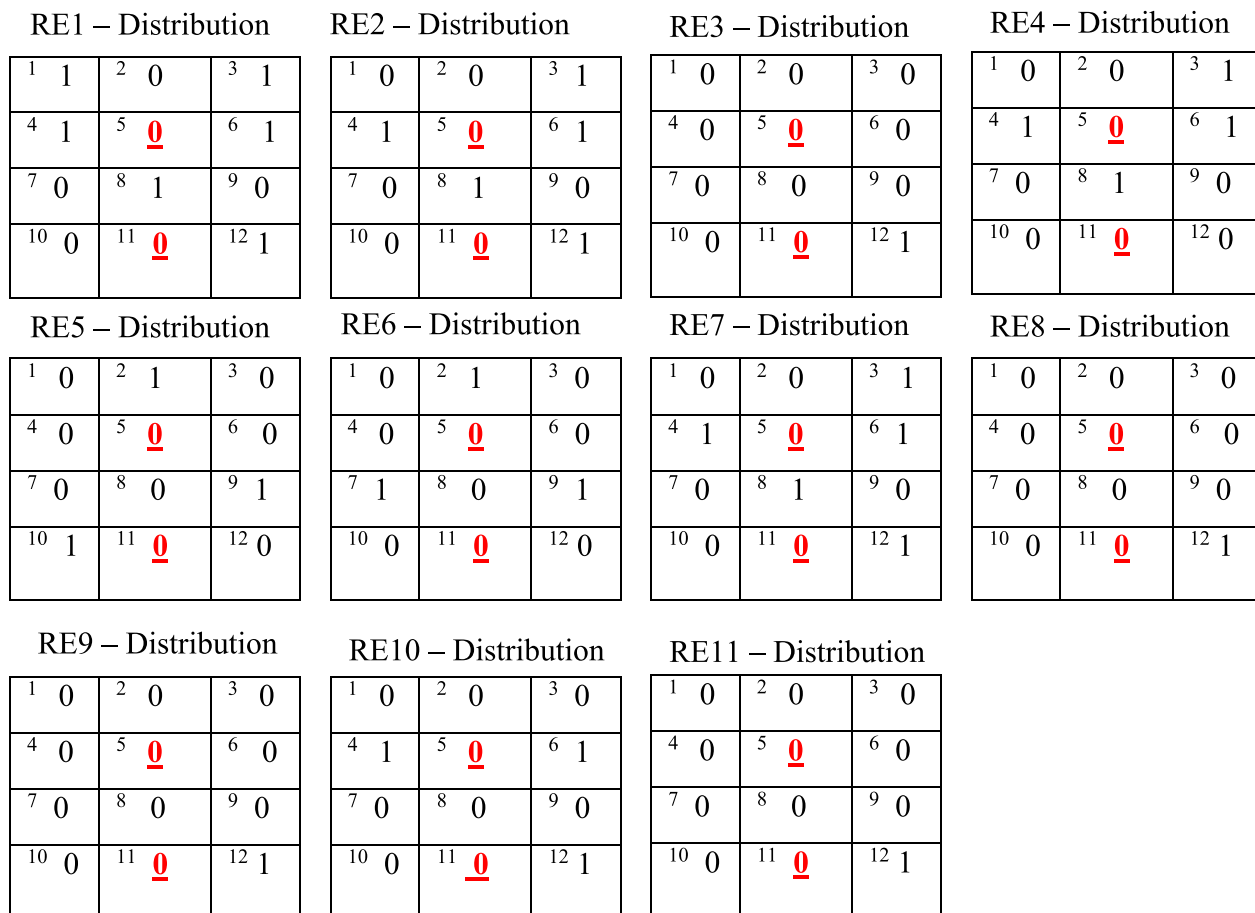 RE1 – Distribution RE2 – Distribution RE3 – Distribution RE4 – Distribution
1 1 2 0 3 1 1 0 2 0 3 1 1 0 2 0 3 0 1 0 2 0 3 1
4 1 5 0 6 1 4 1 5 0 6 1 4 0 5 0 6 0 4 1 5 0 6 1
7 0 8 1 9 0 7 0 8 1 9 0 7 0 8 0 9 0 7 0 8 1 9 0
10 0 11 0 12 1 10 0 11 0 12 1 10 0 11 0 12 1 10 0 11 0 12 0
RE5 – Distribution RE6 – Distribution RE7 – Distribution RE8 – Distribution
1 0 2 1 3 0 1 0 2 1 3 0 1 0 2 0 3 1 1 0 2 0 3 0
4 0 5 0 6 0 4 0 5 0 6 0 4 1 5 0 6 1 4 0 5 0 6 0
7 0 8 0 9 1 7 1 8 0 9 1 7 0 8 1 9 0 7 0 8 0 9 0
10 1 11 0 12 0 10 0 11 0 12 0 10 0 11 0 12 1 10 0 11 0 12 1
RE9 – Distribution RE10 – Distribution RE11 – Distribution
1 0 2 0 3 0 1 0 2 0 3 0 1 0 2 0 3 0
4 0 5 0 6 0 4 1 5 0 6 1 4 0 5 0 6 0
7 0 8 0 9 0 7 0 8 0 9 0 7 0 8 0 9 0
10 0 11 0 12 1 10 0 11 0 12 1 10 0 11 0 12 1